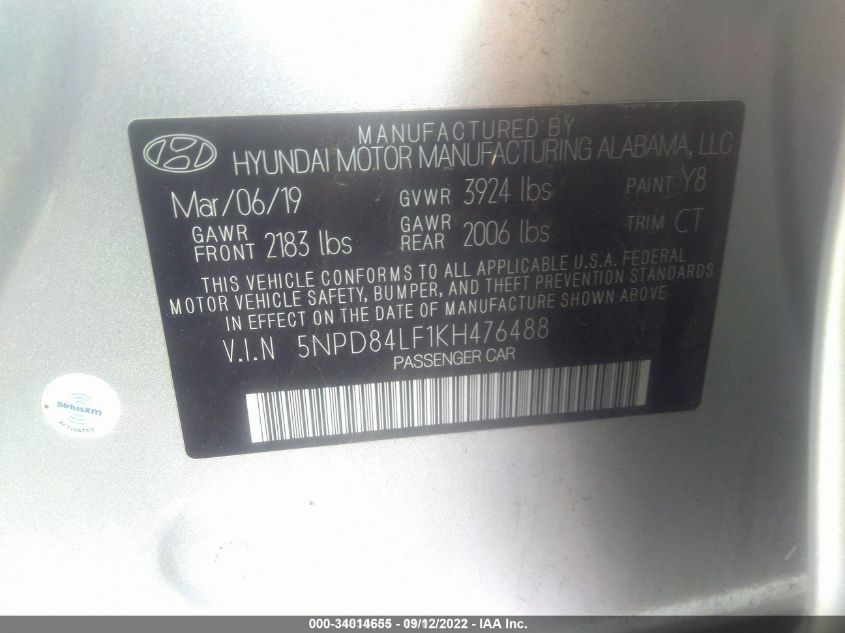 MANUFACTURED BY
HYUNDAI MOTOR MANUFACTURING ALABAMA, LLC
Mar/06/19 GVWR 3924 lbs PAINT Y8
GAWR FRONT 2183 lbs GAWR REAR 2006 lbs TRIM CT
THIS VEHICLE CONFORMS TO ALL APPLICABLE U.S.A. FEDERAL
MOTOR VEHICLE SAFETY, BUMPER, AND THEFT PREVENTION STANDARDS
IN EFFECT ON THE DATE OF MANUFACTURE SHOWN ABOVE
V.I.N 5NPD84LF1KH476488
PASSENGER CAR
siriusxm
ACTIVATED
000-34014655 - 09/12/2022 - IAA Inc.